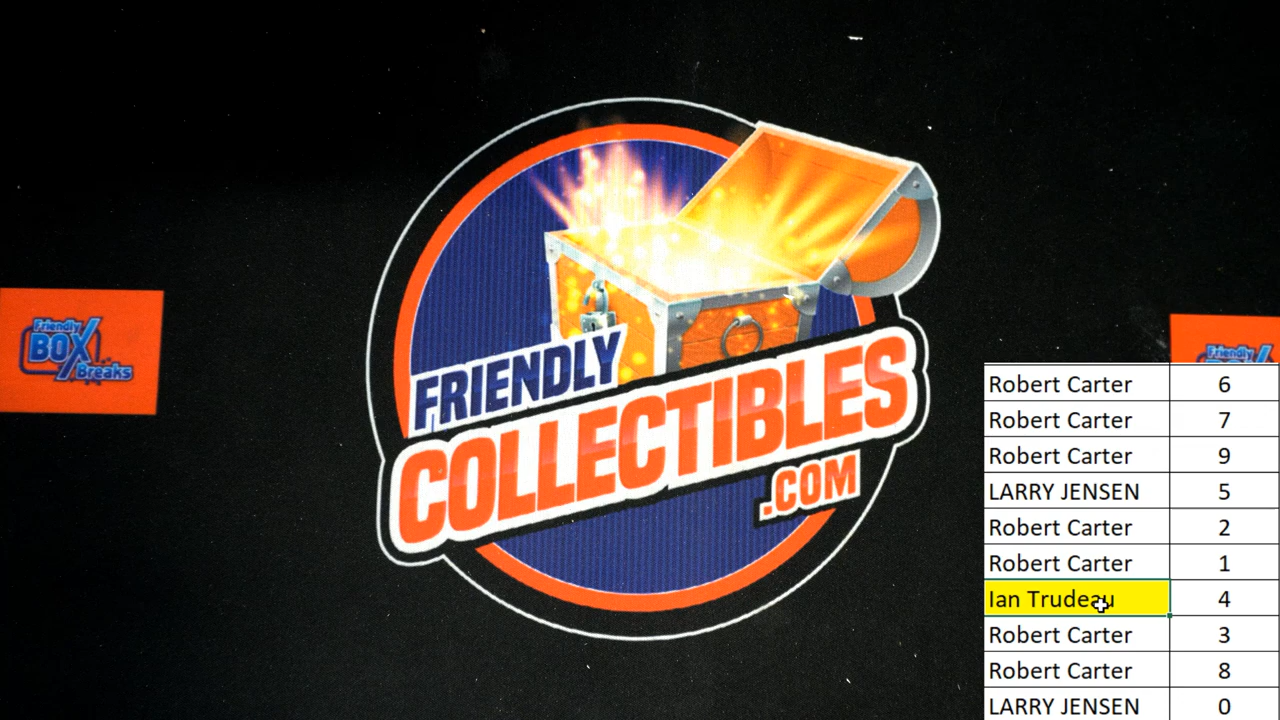 FRIENDLY
COLLECTIBLES
.COM
Friendly
BOX
Breaks
Friendly
Robert Carter 6
Robert Carter 7
Robert Carter 9
LARRY JENSEN 5
Robert Carter 2
Robert Carter 1
Ian Trudeau 4
Robert Carter 3
Robert Carter 8
LARRY JENSEN 0